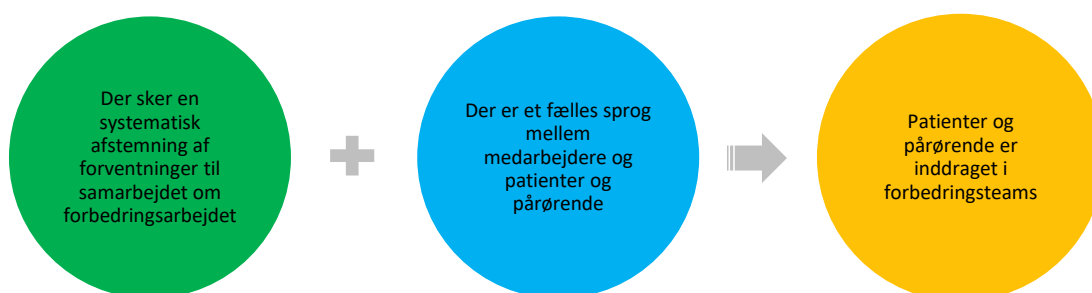 Der sker en
systematisk
afstemning af
forventninger til
samarbejdet om
forbedringsarbejdet
Der er et fælles sprog
mellem
medarbejdere og
patienter og
pårørende
Patienter og
pårørende er
inddraget i
forbedringsteams